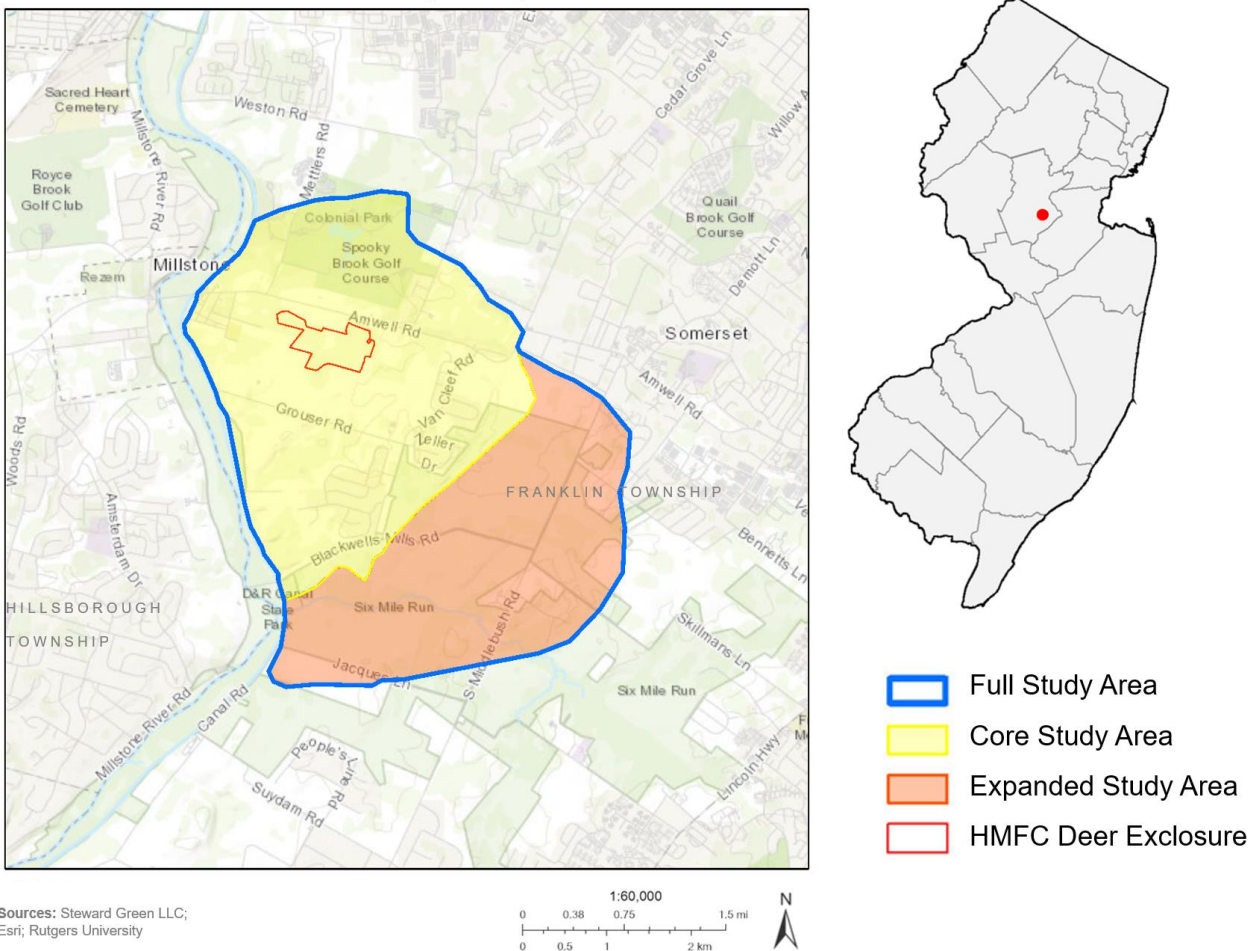 Cedar Grove Ln
Willow A
Sacred Heart
Cemetery
Weston Rd
Millstone River Rd
Mettlers Rd
Royce
Brook
Golf Club
Quail
Brook Golf
Course
Colonial Park
Spooky
Brook Golf
Course
Demott Ln
Millstone
Rezem
Amwell Rd
Somerset
Van Cleef Rd
Amwell Rd
Grouser Rd
Zeller
Dr
Woods Rd
FRANKLIN TOWNSHIP
Amsterdam Dr
Blackwells Mills Rd
Bennetts Ln
D&R Canal
State
Park
Six Mile Run
HILLSBOROUGH
TOWNSHIP
S Middlebush Rd
Skillmans Ln
Jacques Ln
Six Mile Run
Millstone River Rd
Canal Rd
People's Line Rd
Lincoln Hwy
Suydam Rd
Full Study Area
Core Study Area
Expanded Study Area
HMFC Deer Exclosure
Sources: Steward Green LLC;
Esri; Rutgers University
1:60,000
0 0.38 0.75 1.5 mi
0 0.5 1 2 km
N